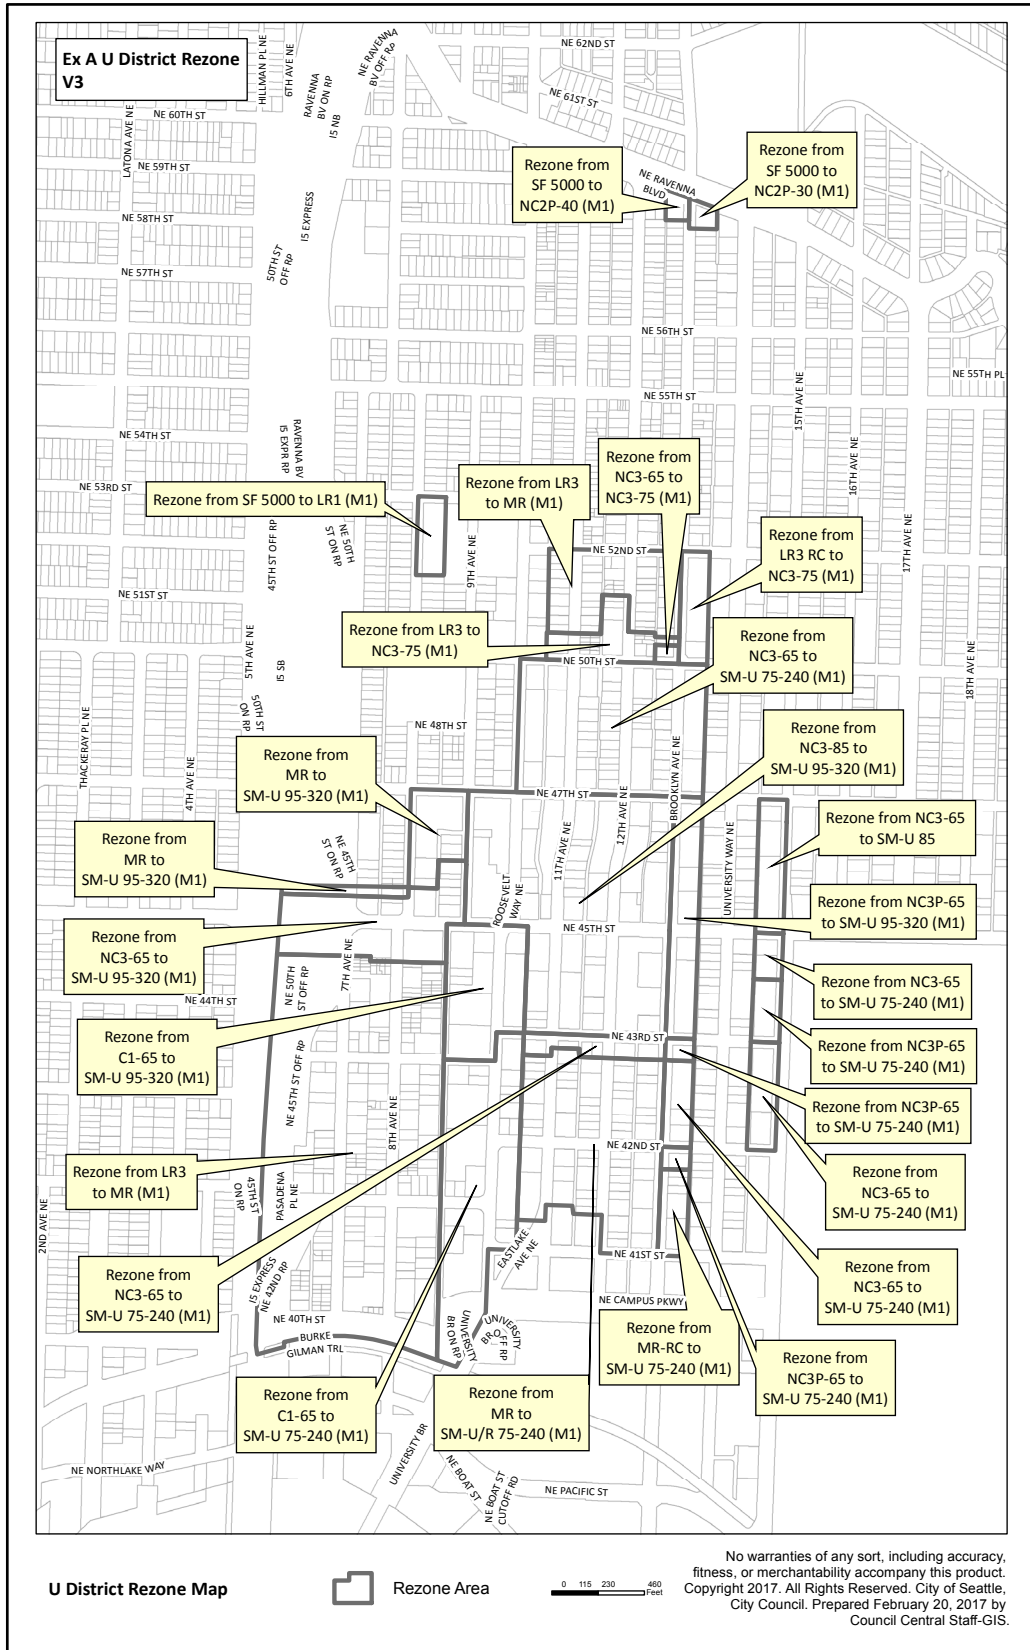 Ex A U District Rezone
V3
HILLMAN PL NE
6TH AVE NE
RAVENNA
BV ON RP
I5 NB
NE RAVENNA
BV OFF RP
NE 62ND ST
NE 61ST ST
NE 60TH ST
LATONA AVE NE
NE 59TH ST
NE 58TH ST
NE 57TH ST
I5 EXPRESS
50TH ST
OFF RP
Rezone from
SF 5000 to
NC2P-40 (M1)
NE RAVENNA
BLVD
Rezone from
SF 5000 to
NC2P-30 (M1)
NE 56TH ST
NE 55TH PL
NE 55TH ST
15TH AVE NE
NE 54TH ST
RAVENNA BV
I5 EXPR RP
16TH AVE NE
NE 53RD ST
Rezone from SF 5000 to LR1 (M1)
Rezone from LR3
to MR (M1)
Rezone from
NC3-65 to
NC3-75 (M1)
Rezone from
LR3 RC to
NC3-75 (M1)
17TH AVE NE
45TH ST OFF RP
NE 50TH
ST ON RP
9TH AVE NE
NE 52ND ST
NE 51ST ST
5TH AVE NE
I5 SB
Rezone from LR3 to
NC3-75 (M1)
NE 50TH ST
Rezone from
NC3-65 to
SM-U 75-240 (M1)
18TH AVE NE
50TH ST
ON RP
THACKERAY PL NE
4TH AVE NE
NE 48TH ST
Rezone from
MR to
SM-U 95-320 (M1)
BROOKLYN AVE NE
Rezone from
NC3-85 to
SM-U 95-320 (M1)
NE 47TH ST
11TH AVE NE
12TH AVE NE
Rezone from NC3-65
to SM-U 85
NE 45TH
ST ON RP
Rezone from
MR to
SM-U 95-320 (M1)
ROOSEVELT
WAY NE
UNIVERSITY WAY NE
Rezone from NC3P-65
to SM-U 95-320 (M1)
NE 45TH ST
Rezone from
NC3-65 to
SM-U 95-320 (M1)
7TH AVE NE
NE 50TH
ST OFF RP
NE 44TH ST
Rezone from NC3-65
to SM-U 75-240 (M1)
Rezone from
C1-65 to
SM-U 95-320 (M1)
NE 43RD ST
Rezone from NC3P-65
to SM-U 75-240 (M1)
NE 45TH ST OFF RP
Rezone from NC3P-65
to SM-U 75-240 (M1)
8TH AVE NE
NE 42ND ST
Rezone from LR3
to MR (M1)
45TH ST
ON RP
PASADENA
PL NE
Rezone from
NC3-65 to
SM-U 75-240 (M1)
2ND AVE NE
EASTLAKE
AVE NE
NE 41ST ST
Rezone from
NC3-65 to
SM-U 75-240 (M1)
I5 EXPRESS
NE 42ND RP
Rezone from
NC3-65 to
SM-U 75-240 (M1)
NE CAMPUS PKWY
NE 40TH ST
BURKE
GILMAN TRL
UNIVERSITY
BR ON RP
UNIVERSITY
BR OFF RP
Rezone from
MR-RC to
SM-U 75-240 (M1)
Rezone from
NC3P-65 to
SM-U 75-240 (M1)
Rezone from
C1-65 to
SM-U 75-240 (M1)
Rezone from
MR to
SM-U/R 75-240 (M1)
UNIVERSITY BR
NE NORTHLAKE WAY
NE BOAT ST
NE BOAT ST
CUTOFF RD
NE PACIFIC ST
U District Rezone Map
Rezone Area
0 115 230 460
Feet
No warranties of any sort, including accuracy,
fitness, or merchantability accompany this product.
Copyright 2017. All Rights Reserved. City of Seattle,
City Council. Prepared February 20, 2017 by
Council Central Staff-GIS.